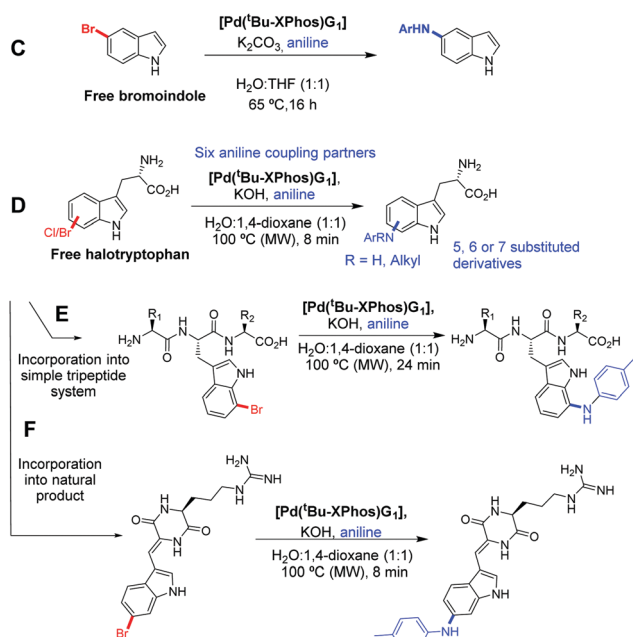 C
Br
N
H
Free bromoindole
[Pd(ᵗBu-XPhos)G₁]
K₂CO₃, aniline
H₂O:THF (1:1)
65 ºC,16 h
ArHN
N
H
D
NH₂
CO₂H
Cl/Br
N
H
Free halotryptophan
Six aniline coupling partners
[Pd(ᵗBu-XPhos)G₁],
KOH, aniline
H₂O:1,4-dioxane (1:1)
100 ºC (MW), 8 min
NH₂
CO₂H
ArRN
N
H
R = H, Alkyl
5, 6 or 7 substituted
derivatives
E
Incorporation into
simple tripeptide
system
R₁
H₂N
O
H
N
O
N
H
R₂
CO₂H
NH
Br
[Pd(ᵗBu-XPhos)G₁],
KOH, aniline
H₂O:1,4-dioxane (1:1)
100 ºC (MW), 24 min
R₁
H₂N
O
H
N
O
N
H
R₂
CO₂H
NH
N
H
F
Incorporation
into natural
product
H₂N
NH
N
H
HN
O
O
NH
NH
Br
[Pd(ᵗBu-XPhos)G₁],
KOH, aniline
H₂O:1,4-dioxane (1:1)
100 ºC (MW), 8 min
H₂N
NH
N
H
HN
O
O
NH
NH
N
H